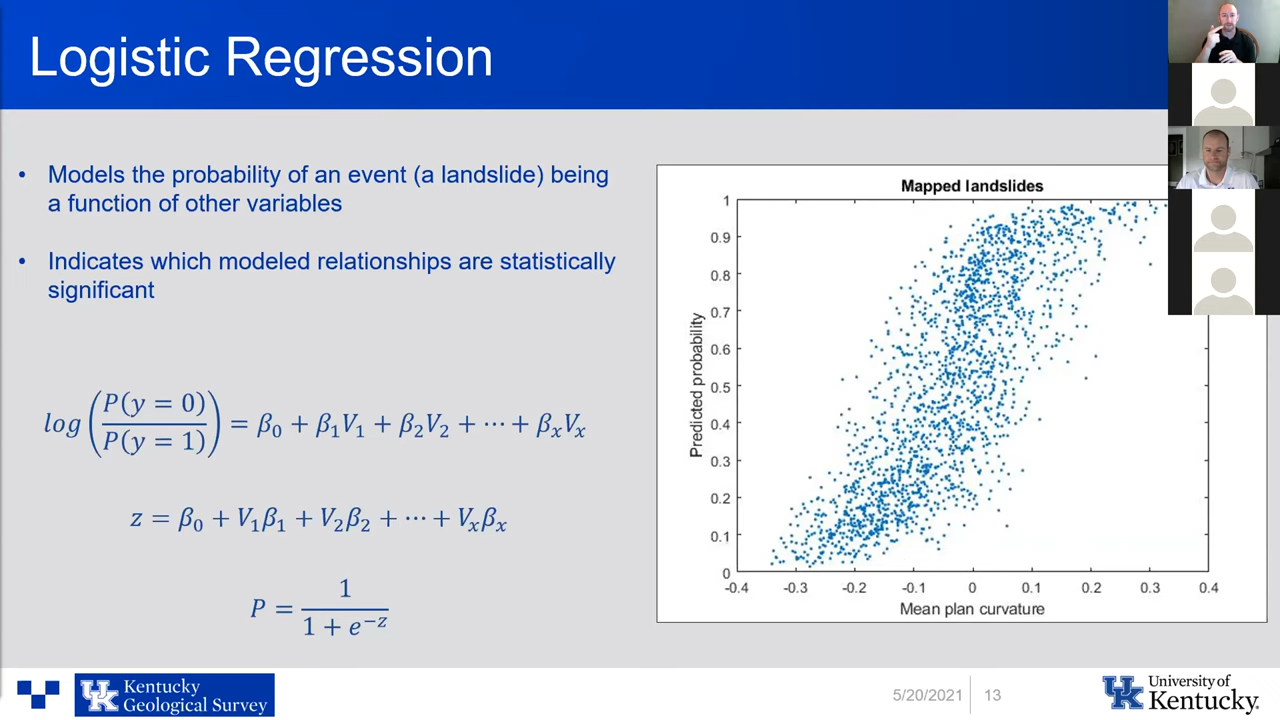 Logistic Regression
• Models the probability of an event (a landslide) being
a function of other variables
• Indicates which modeled relationships are statistically
significant
log(P(y = 0)/P(y = 1)) = β₀ + β₁V₁ + β₂V₂ + ⋯ + βₓVₓ
z = β₀ + V₁β₁ + V₂β₂ + ⋯ + Vₓβₓ
P = 1/(1 + e⁻ᶻ)
Mapped landslides
1
0.9
0.8
0.7
0.6
0.5
0.4
0.3
0.2
0.1
0
Predicted probability
-0.4 -0.3 -0.2 -0.1 0 0.1 0.2 0.3 0.4
Mean plan curvature
UK Kentucky
Geological Survey
5/20/2021 13
UK University of
Kentucky.